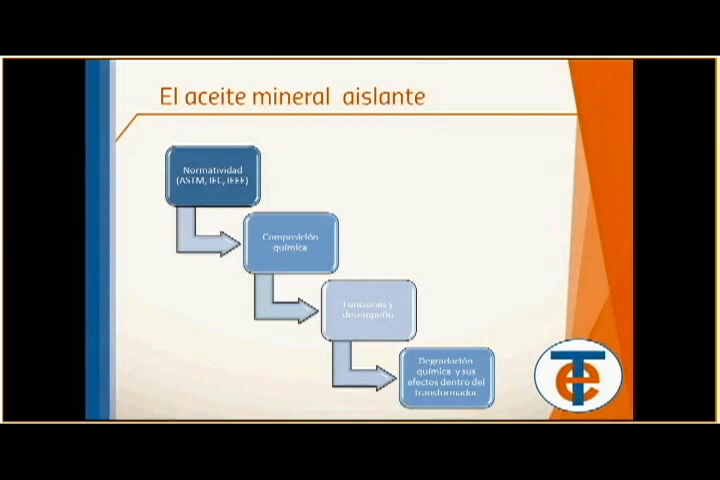 El aceite mineral aislante
Normatividad
(ASTM, IEC, IEEE)
Composición
química
Funciones y
desempeño
Degradación
química y sus
efectos dentro del
transformador
Te